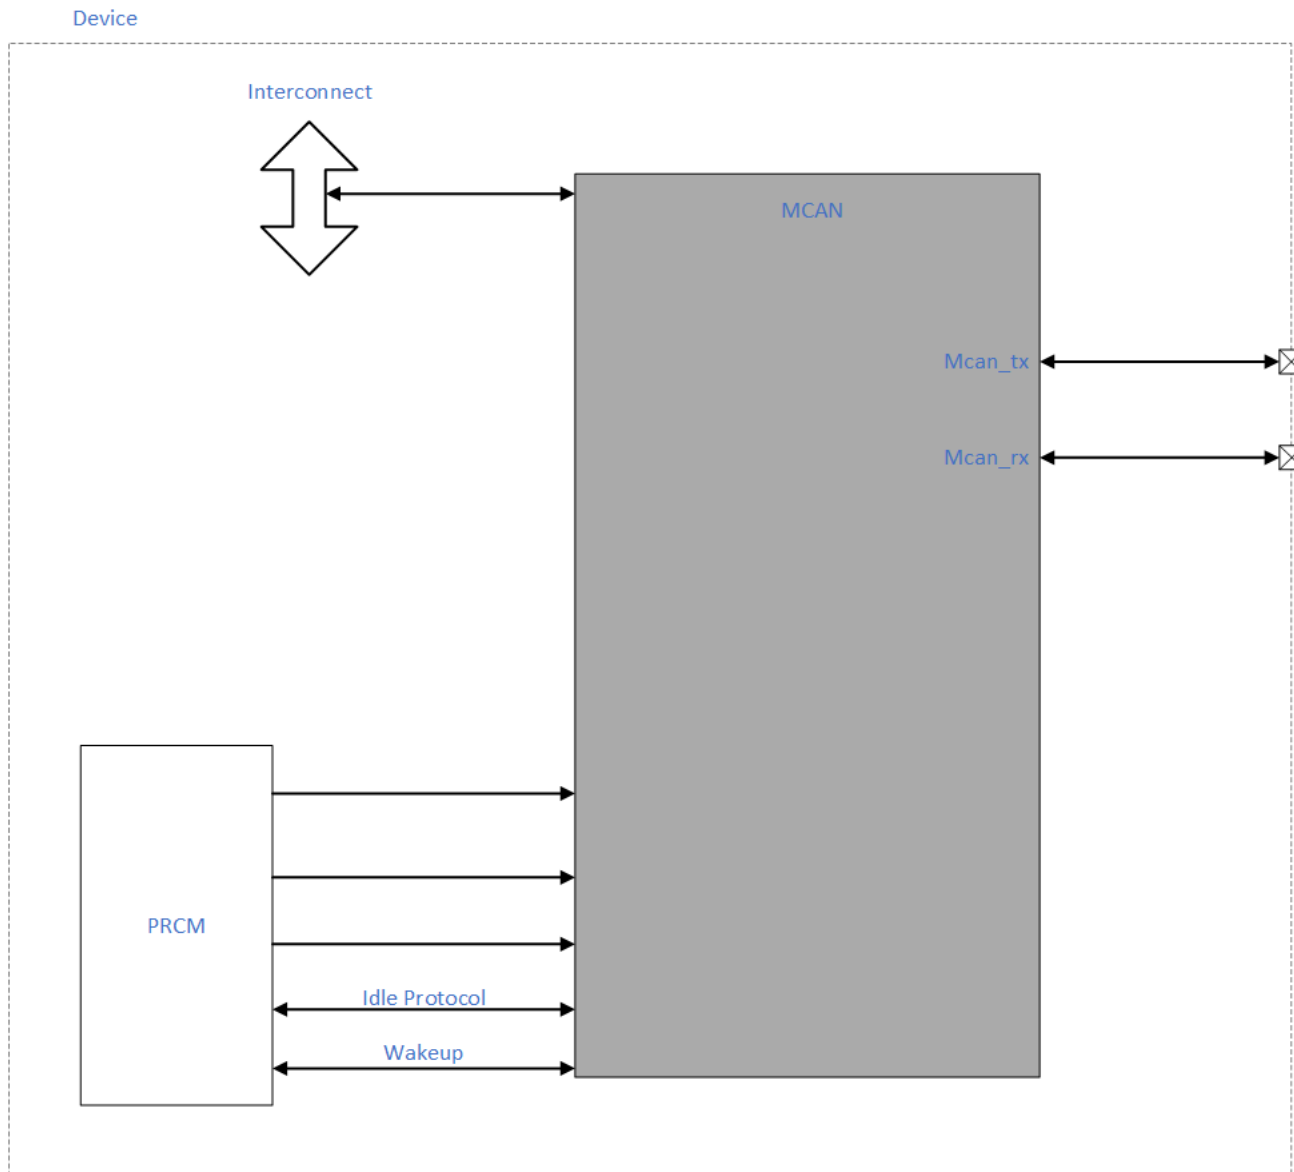 Device
Interconnect
MCAN
Mcan_tx
Mcan_rx
PRCM
Idle Protocol
Wakeup